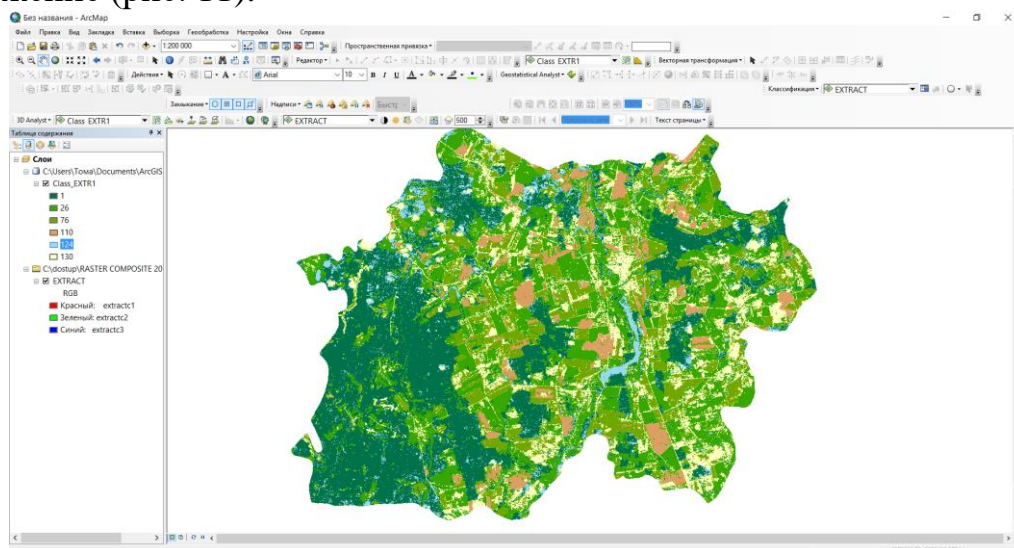 (рис. 11).
Без названия - ArcMap
Файл Правка Вид Закладка Вставка Выборка Геообработка Настройка Окна Справка
1:200 000 Пространственная привязка
Редактор Class EXTR1 Векторная трансформация
Действия Arial 10 Geostatistical Analyst
Классификация EXTRACT
Замыкание Надписи Быстр 100%
3D Analyst Class EXTR1 EXTRACT 500 Текст страницы
Таблица содержания
Слои
C:\Users\Тома\Documents\ArcGIS
Class_EXTR1
1
26
76
110
124
130
C:\dostup\RASTER COMPOSITE 20
EXTRACT
RGB
Красный: extractc1
Зеленый: extractc2
Синий: extractc3